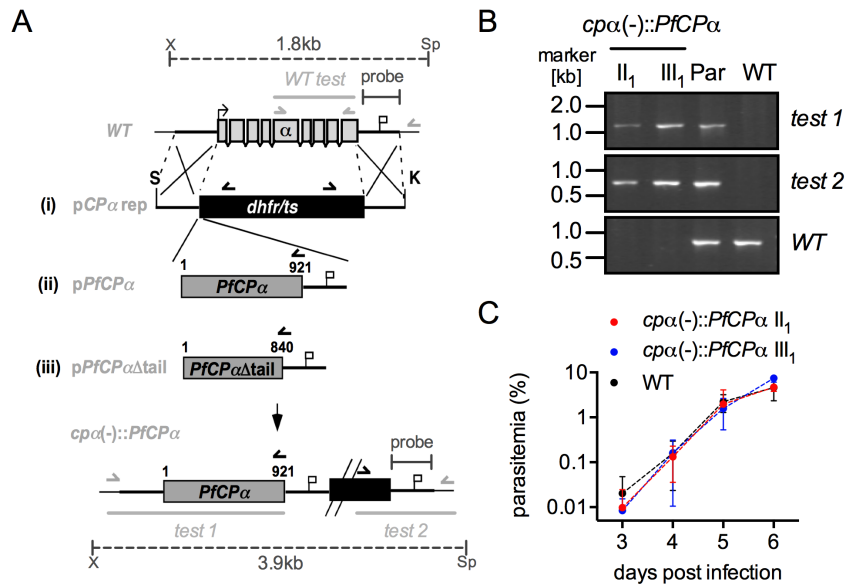 A
X
1.8kb
Sp
WT test
probe
WT
α
S
K
(i) pCPα rep
dhfr/ts
1
921
(ii) pPfCPα
PfCPα
1
840
(iii) pPfCPαΔtail
PfCPαΔtail
cpα(-)::PfCPα
probe
1
921
PfCPα
test 1
test 2
X
3.9kb
Sp
B
cpα(-)::PfCPα
marker
[kb]
II1 III1 Par WT
2.0
1.0
test 1
1.0
0.5
test 2
1.0
0.5
WT
C
cpα(-)::PfCPα II1
cpα(-)::PfCPα III1
WT
parasitemia (%)
10
1
0.1
0.01
3 4 5 6
days post infection